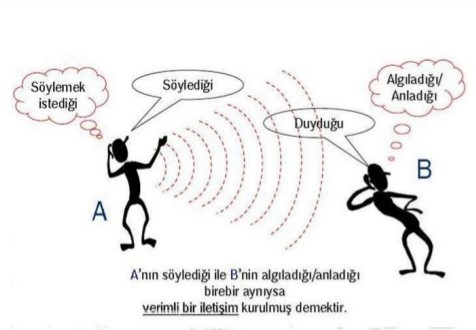 Söylemek
istediği
Söylediği
Algıladığı/
Anladığı
Duyduğu
A
B
A'nın söylediği ile B'nin algıladığı/anladığı
birebir aynıysa
verimli bir iletişim kurulmuş demektir.